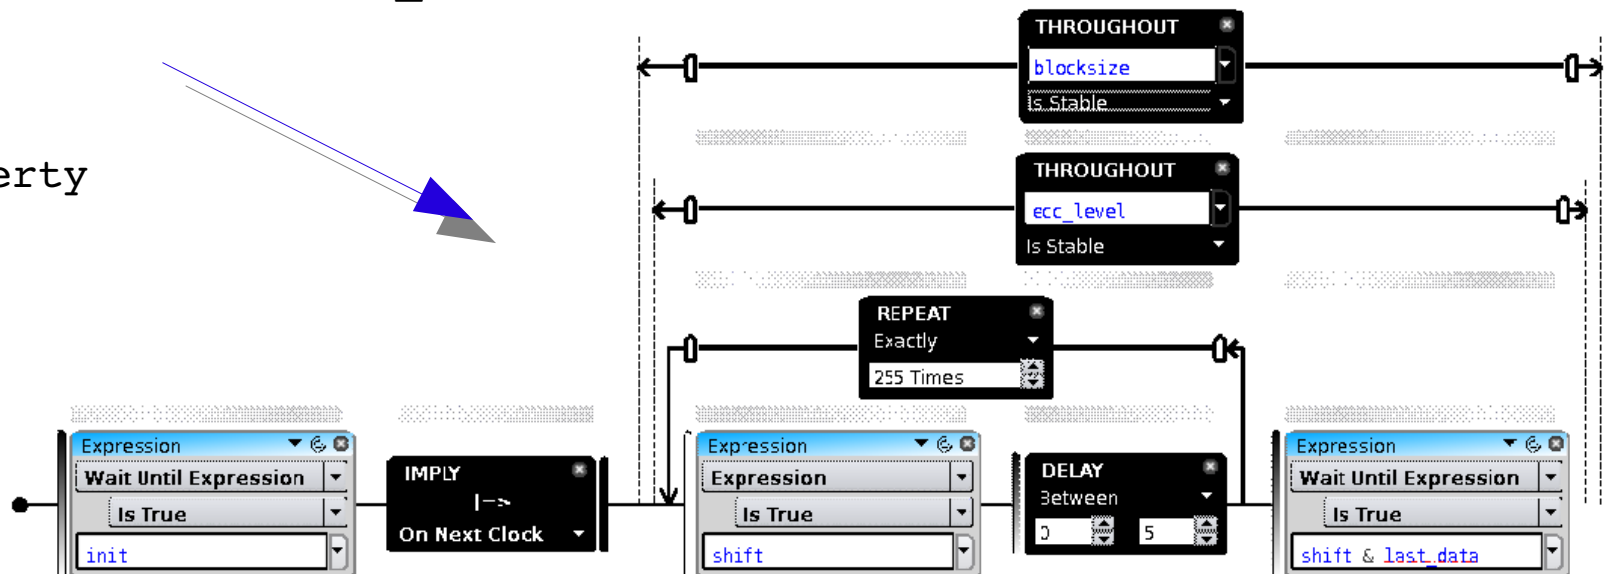 THROUGHOUT
blocksize
Is Stable
erty
THROUGHOUT
ecc_level
Is Stable
REPEAT
Exactly
255 Times
Expression
Wait Until Expression
Is True
init
IMPLY
|->
On Next Clock
Expression
Expression
Is True
shift
DELAY
Between
0 5
Expression
Wait Until Expression
Is True
shift & last_data